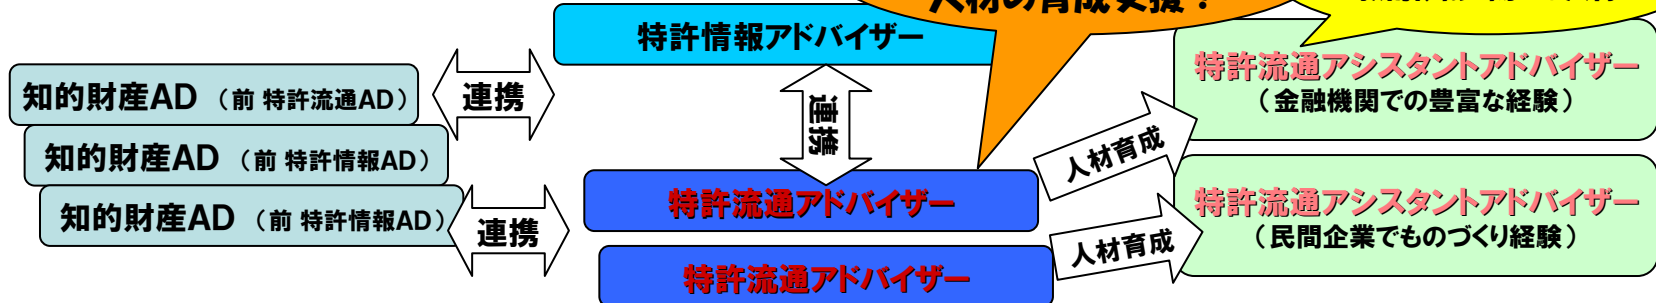 人材の育成支援！
特許情報アドバイザー
知的財産AD （前 特許流通AD）
連携
連携
特許流通アシスタントアドバイザー
（金融機関での豊富な経験）
知的財産AD （前 特許情報AD）
人材育成
特許流通アドバイザー
知的財産AD （前 特許情報AD）
連携
特許流通アシスタントアドバイザー
（民間企業でものづくり経験）
人材育成
特許流通アドバイザー